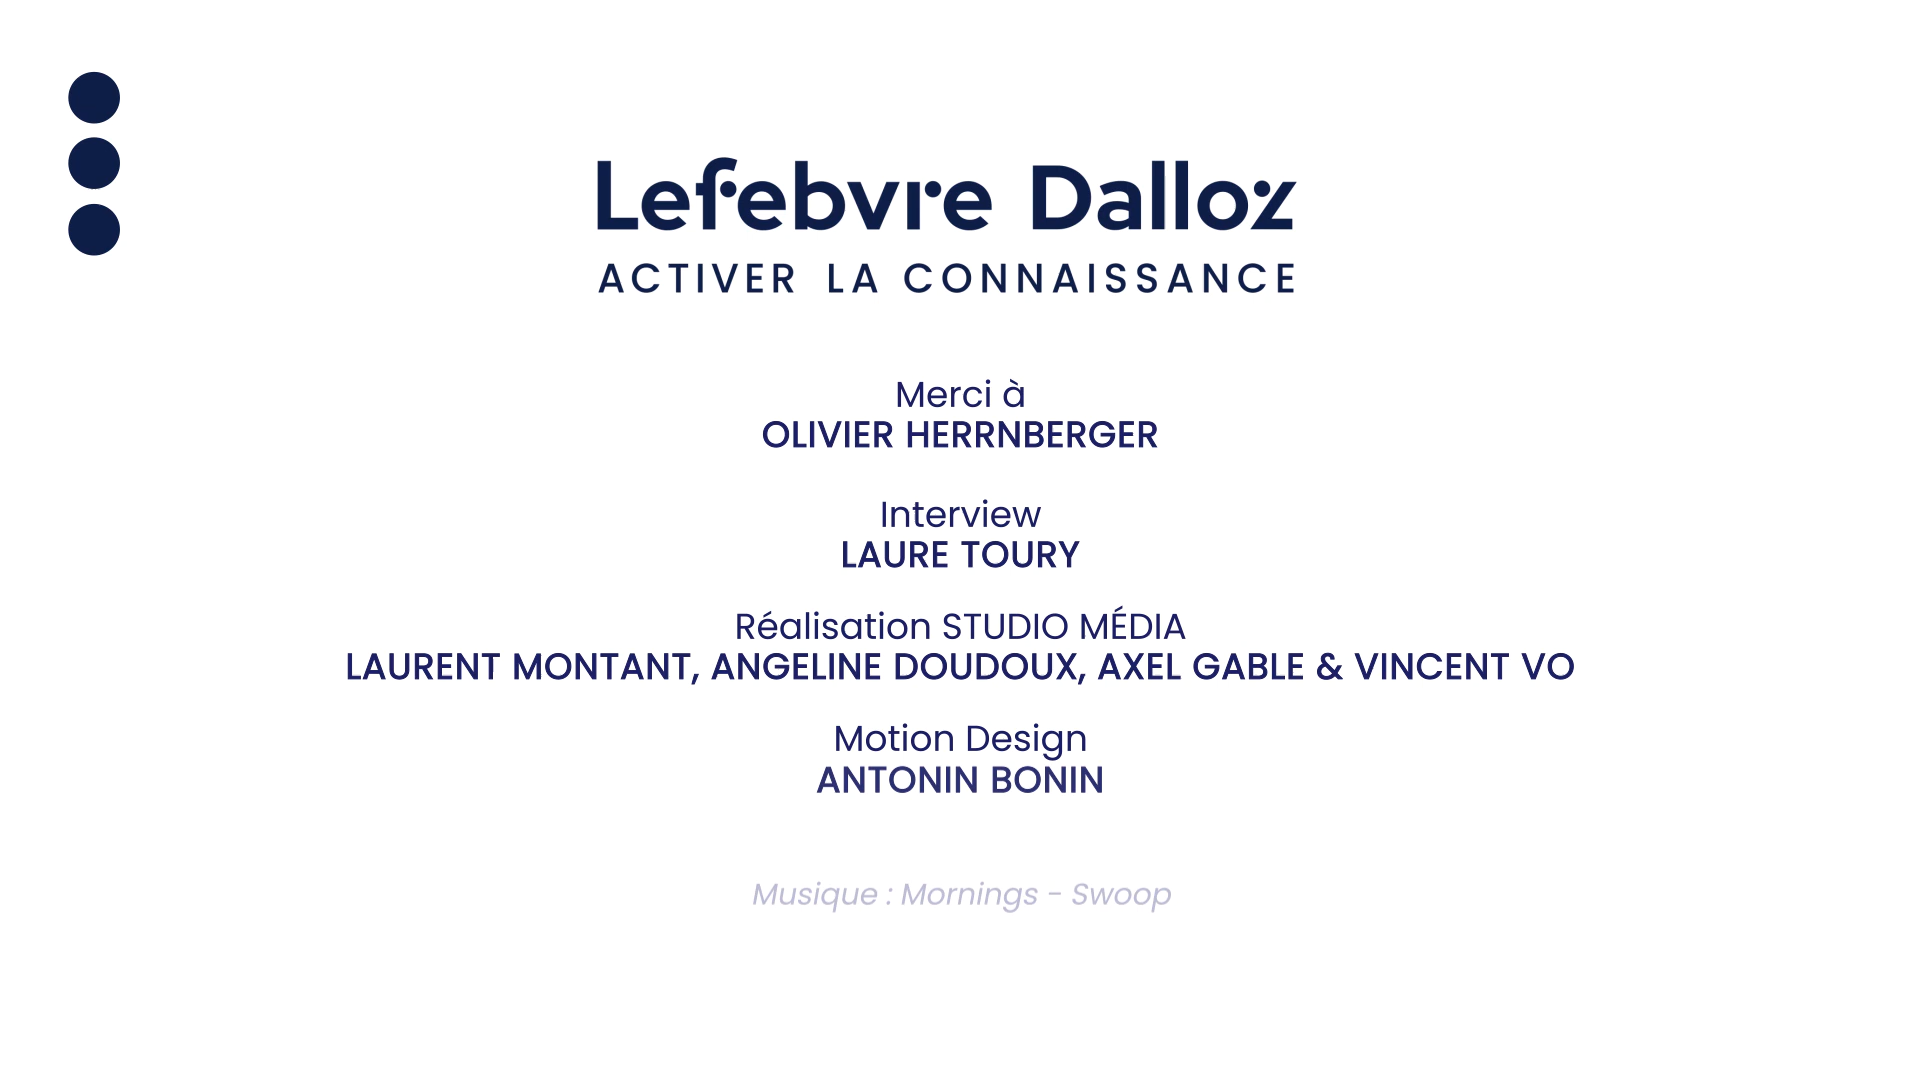 Lefebvre Dalloz
ACTIVER LA CONNAISSANCE
Merci à
OLIVIER HERRNBERGER
Interview
LAURE TOURY
Réalisation STUDIO MÉDIA
LAURENT MONTANT, ANGELINE DOUDOUX, AXEL GABLE & VINCENT VO
Motion Design
ANTONIN BONIN
Musique : Mornings - Swoop